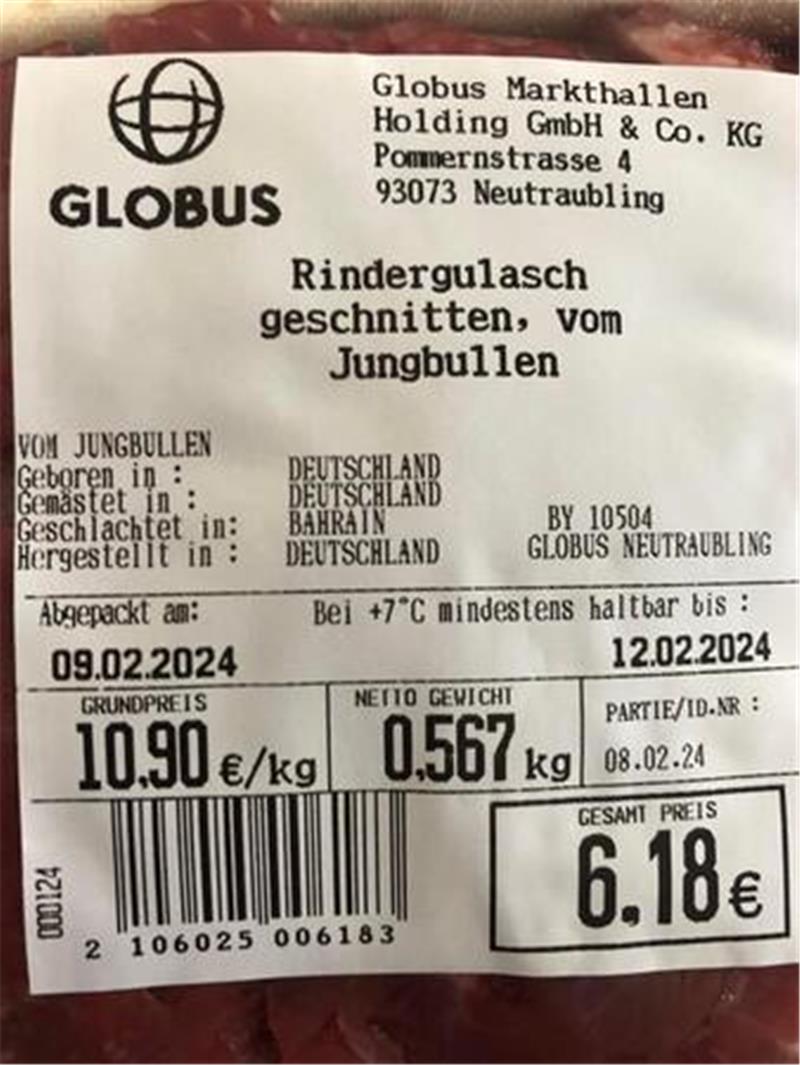 GLOBUS
Globus Markthallen
Holding GmbH & Co. KG
Pommernstrasse 4
93073 Neutraubling
Rindergulasch
geschnitten, vom
Jungbullen
VOM JUNGBULLEN
Geboren in : DEUTSCHLAND
Gemästet in : DEUTSCHLAND
Geschlachtet in: BAHRAIN BY 10504
Hergestellt in : DEUTSCHLAND GLOBUS NEUTRAUBLING
Abgepackt am: Bei +7°C mindestens haltbar bis :
09.02.2024 12.02.2024
GRUNDPREIS NETTO GEWICHT PARTIE/ID.NR :
10.90 €/kg 0,567 kg 08.02.24
GESAMT PREIS
6,18 €
000124
2 106025 006183